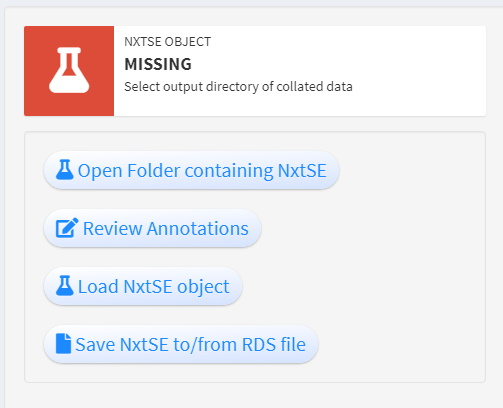 NXTSE OBJECT
MISSING
Select output directory of collated data
Open Folder containing NxtSE
Review Annotations
Load NxtSE object
Save NxtSE to/from RDS file